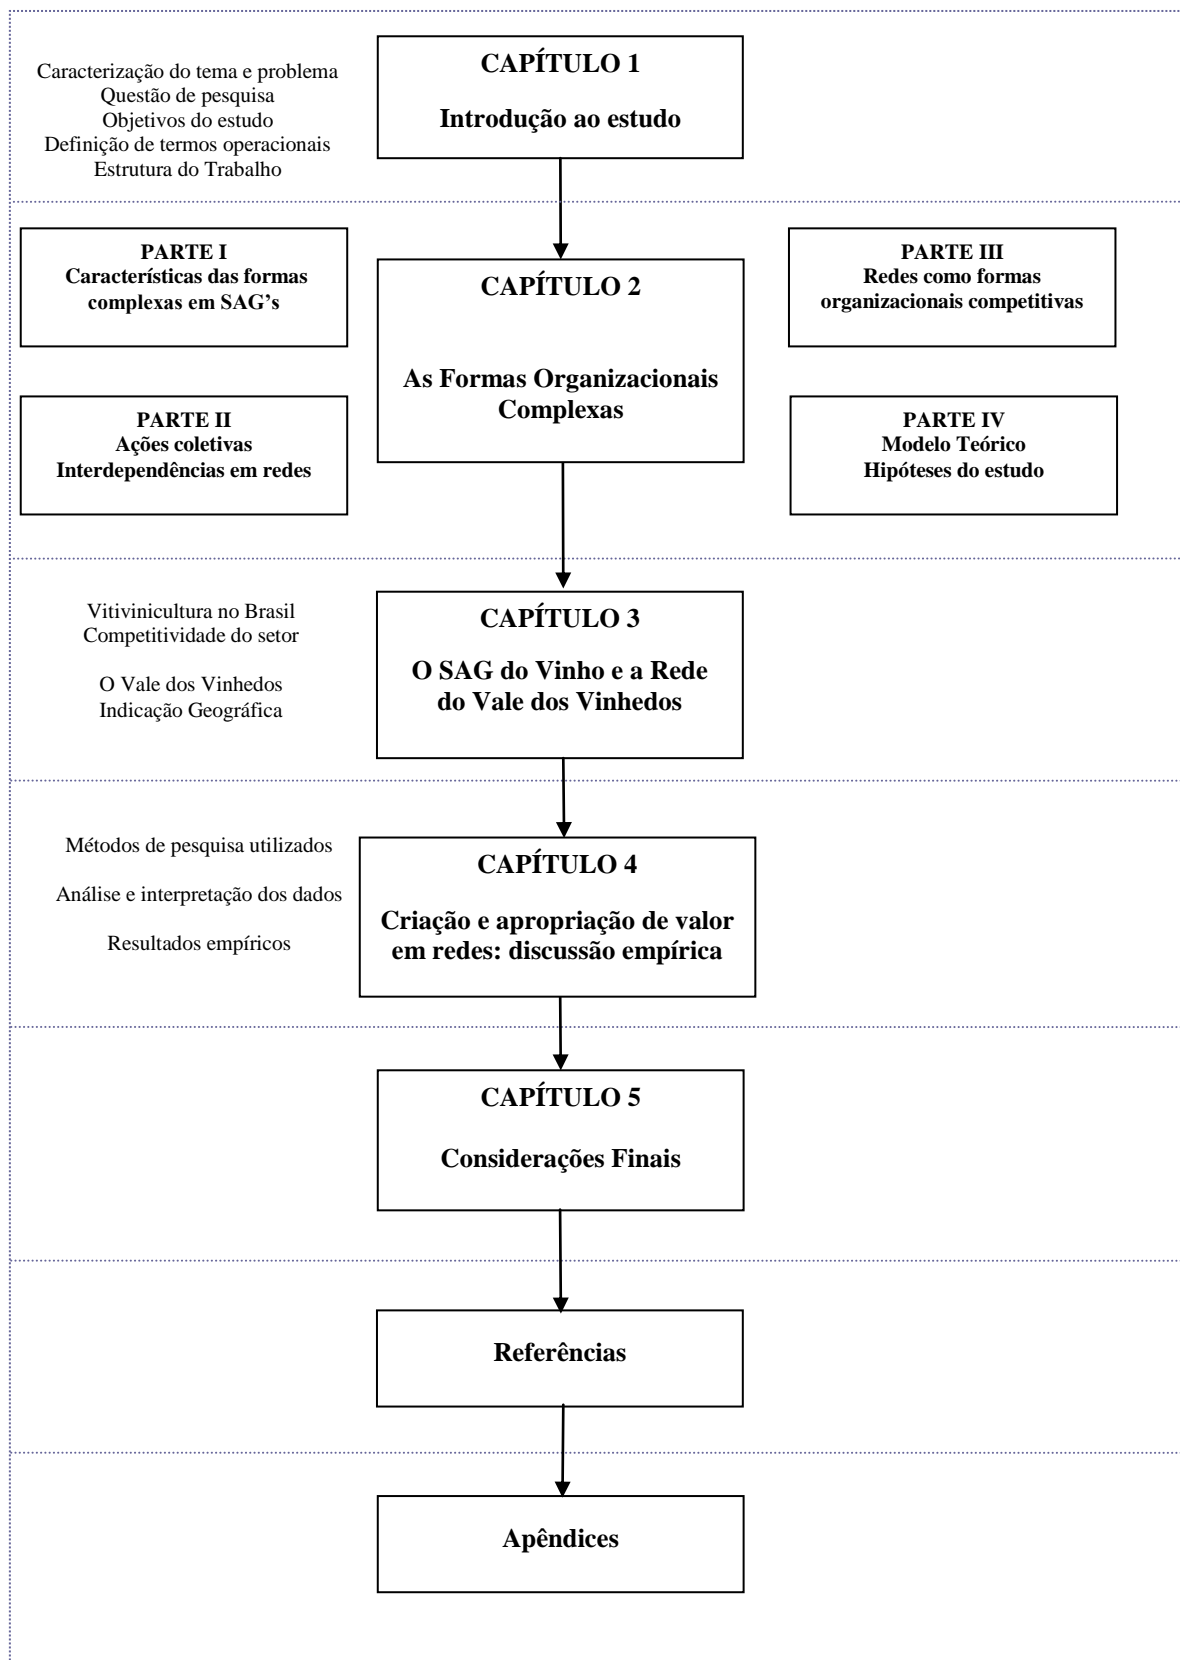 CAPÍTULO 1
Introdução ao estudo
Caracterização do tema e problema
Questão de pesquisa
Objetivos do estudo
Definição de termos operacionais
Estrutura do Trabalho
PARTE I
Características das formas
complexas em SAG’s
PARTE II
Ações coletivas
Interdependências em redes
CAPÍTULO 2
As Formas Organizacionais
Complexas
PARTE III
Redes como formas
organizacionais competitivas
PARTE IV
Modelo Teórico
Hipóteses do estudo
Vitivinicultura no Brasil
Competitividade do setor
O Vale dos Vinhedos
Indicação Geográfica
CAPÍTULO 3
O SAG do Vinho e a Rede
do Vale dos Vinhedos
Métodos de pesquisa utilizados
Análise e interpretação dos dados
Resultados empíricos
CAPÍTULO 4
Criação e apropriação de valor
em redes: discussão empírica
CAPÍTULO 5
Considerações Finais
Referências
Apêndices